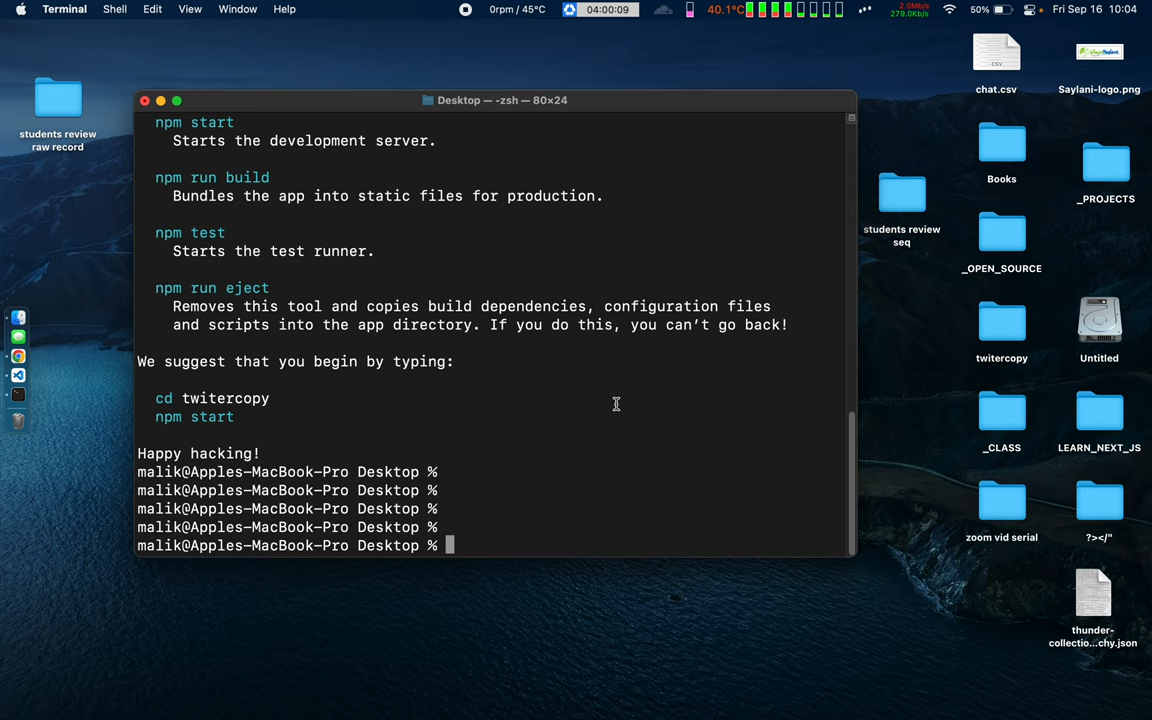 Terminal Shell Edit View Window Help 0rpm / 45°C 04:00:09 40.1°C 2.0Mb/s 279.0Kb/s 50% Fri Sep 16 10:04
students review raw record
Desktop — -zsh — 80×24
npm start
Starts the development server.
npm run build
Bundles the app into static files for production.
npm test
Starts the test runner.
npm run eject
Removes this tool and copies build dependencies, configuration files
and scripts into the app directory. If you do this, you can't go back!
We suggest that you begin by typing:
cd twitercopy
npm start
Happy hacking!
malik@Apples-MacBook-Pro Desktop %
malik@Apples-MacBook-Pro Desktop %
malik@Apples-MacBook-Pro Desktop %
malik@Apples-MacBook-Pro Desktop %
malik@Apples-MacBook-Pro Desktop %
students review
seq
CSV
chat.csv
Saylani-logo.png
Books
_PROJECTS
_OPEN_SOURCE
twitercopy
Untitled
_CLASS
LEARN_NEXT_JS
zoom vid serial
?></"
thunder-
collectio...chy.json